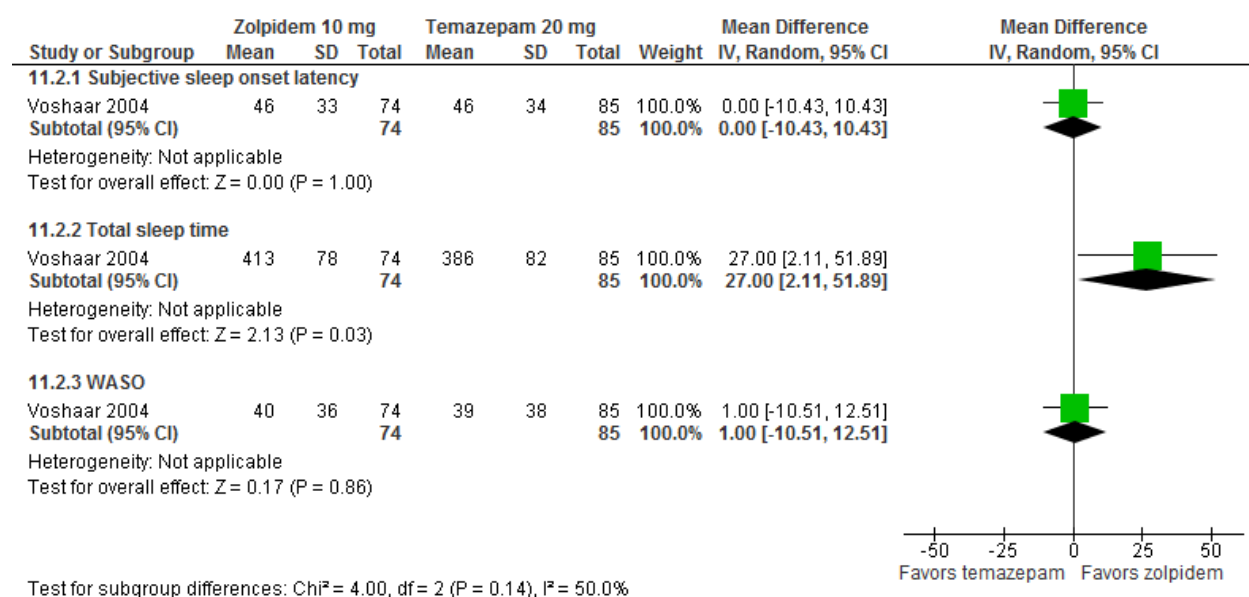 Zolpidem 10 mg Temazepam 20 mg Mean Difference Mean Difference
Study or Subgroup Mean SD Total Mean SD Total Weight IV, Random, 95% CI IV, Random, 95% CI
11.2.1 Subjective sleep onset latency
Voshaar 2004 46 33 74 46 34 85 100.0% 0.00 [-10.43, 10.43]
Subtotal (95% CI) 74 85 100.0% 0.00 [-10.43, 10.43]
Heterogeneity: Not applicable
Test for overall effect: Z = 0.00 (P = 1.00)
11.2.2 Total sleep time
Voshaar 2004 413 78 74 386 82 85 100.0% 27.00 [2.11, 51.89]
Subtotal (95% CI) 74 85 100.0% 27.00 [2.11, 51.89]
Heterogeneity: Not applicable
Test for overall effect: Z = 2.13 (P = 0.03)
11.2.3 WASO
Voshaar 2004 40 36 74 39 38 85 100.0% 1.00 [-10.51, 12.51]
Subtotal (95% CI) 74 85 100.0% 1.00 [-10.51, 12.51]
Heterogeneity: Not applicable
Test for overall effect: Z = 0.17 (P = 0.86)
-50 -25 0 25 50
Favors temazepam Favors zolpidem
Test for subgroup differences: Chi² = 4.00, df = 2 (P = 0.14), I² = 50.0%